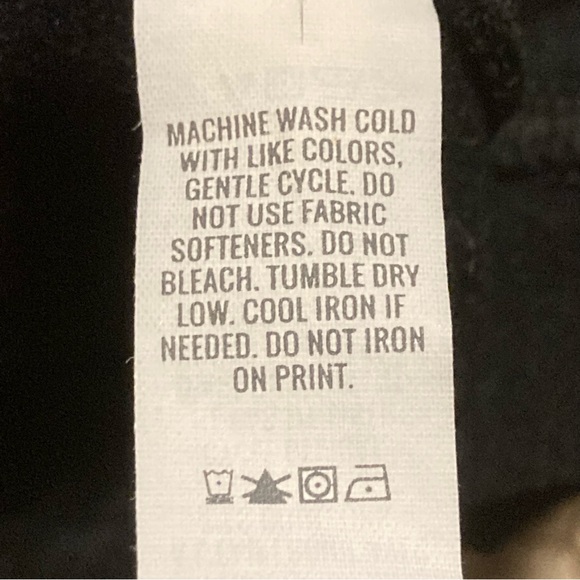 MACHINE WASH COLD
WITH LIKE COLORS,
GENTLE CYCLE. DO
NOT USE FABRIC
SOFTENERS. DO NOT
BLEACH. TUMBLE DRY
LOW. COOL IRON IF
NEEDED. DO NOT IRON
ON PRINT.